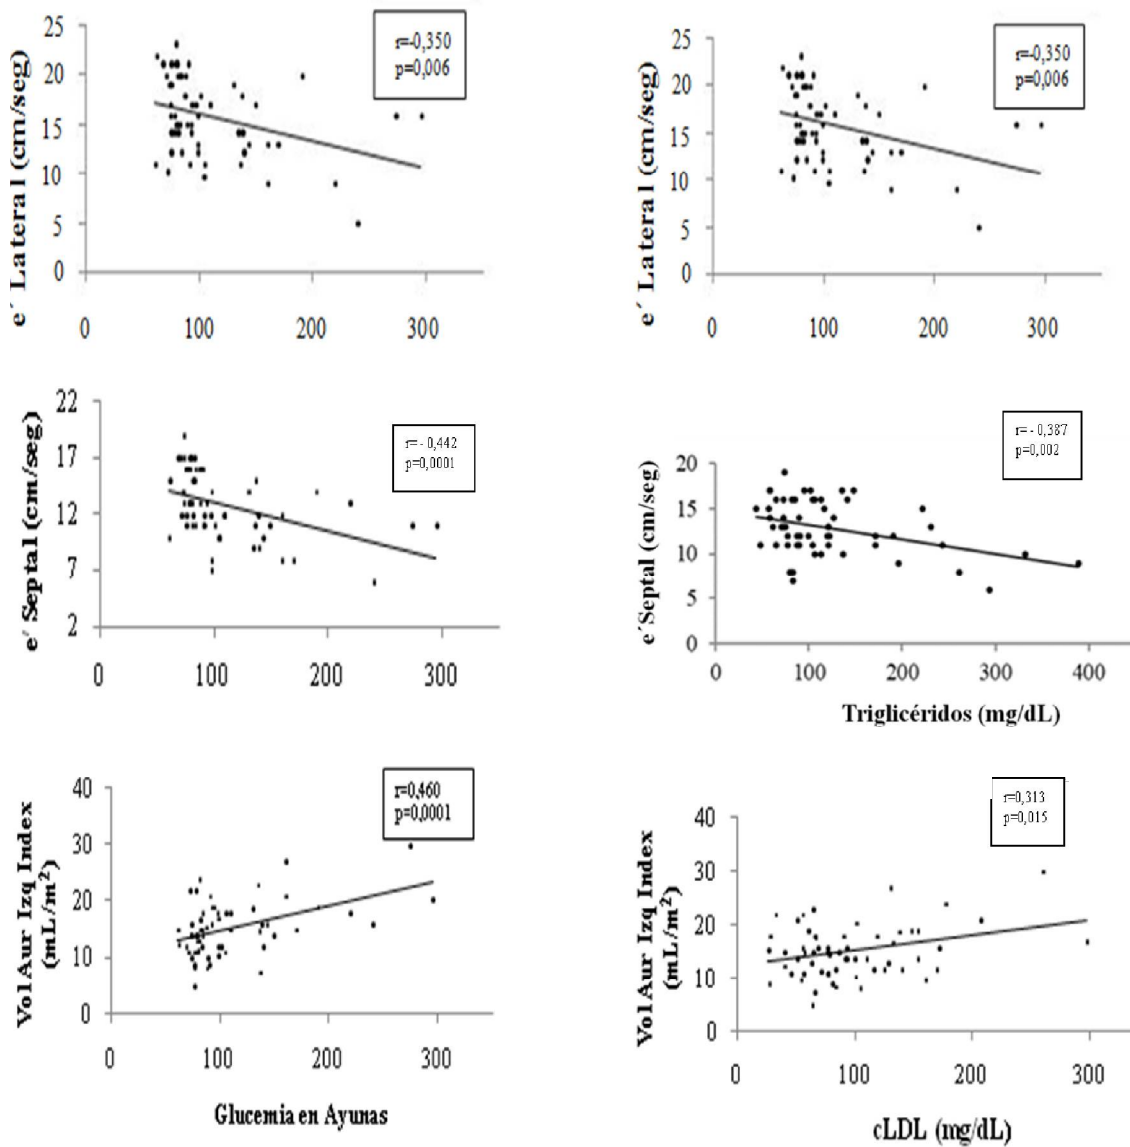 r=-0,350
p=0,006
e´ Lateral (cm/seg)
25
20
15
10
5
0
0 100 200 300
r=-0,350
p=0,006
e´ Lateral (cm/seg)
25
20
15
10
5
0
0 100 200 300
r= - 0,442
p=0,0001
e´ Septal (cm/seg)
22
17
12
7
2
0 100 200 300
r= - 0,387
p=0,002
e´Septal (cm/seg)
20
15
10
5
0
0 100 200 300 400
Triglicéridos (mg/dL)
r=0,460
p=0,0001
Vol Aur Izq Index
(mL/m²)
40
30
20
10
0
0 100 200 300
Glucemia en Ayunas
r=0,313
p=0,015
Vol Aur Izq Index
(mL/m²)
40
30
20
10
0
0 100 200 300
cLDL (mg/dL)